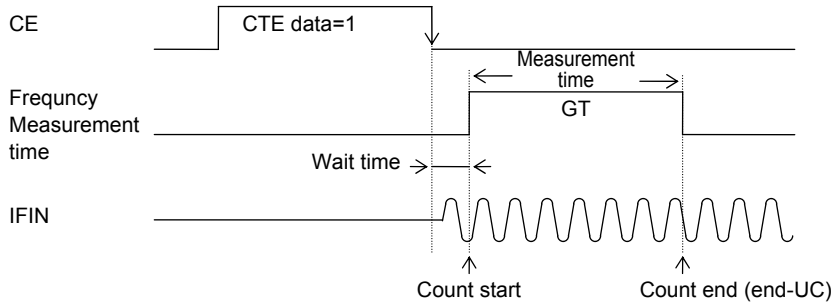 CE
CTE data=1
Measurement
time
Frequncy
Measurement
time
GT
Wait time
IFIN
Count start
Count end (end-UC)